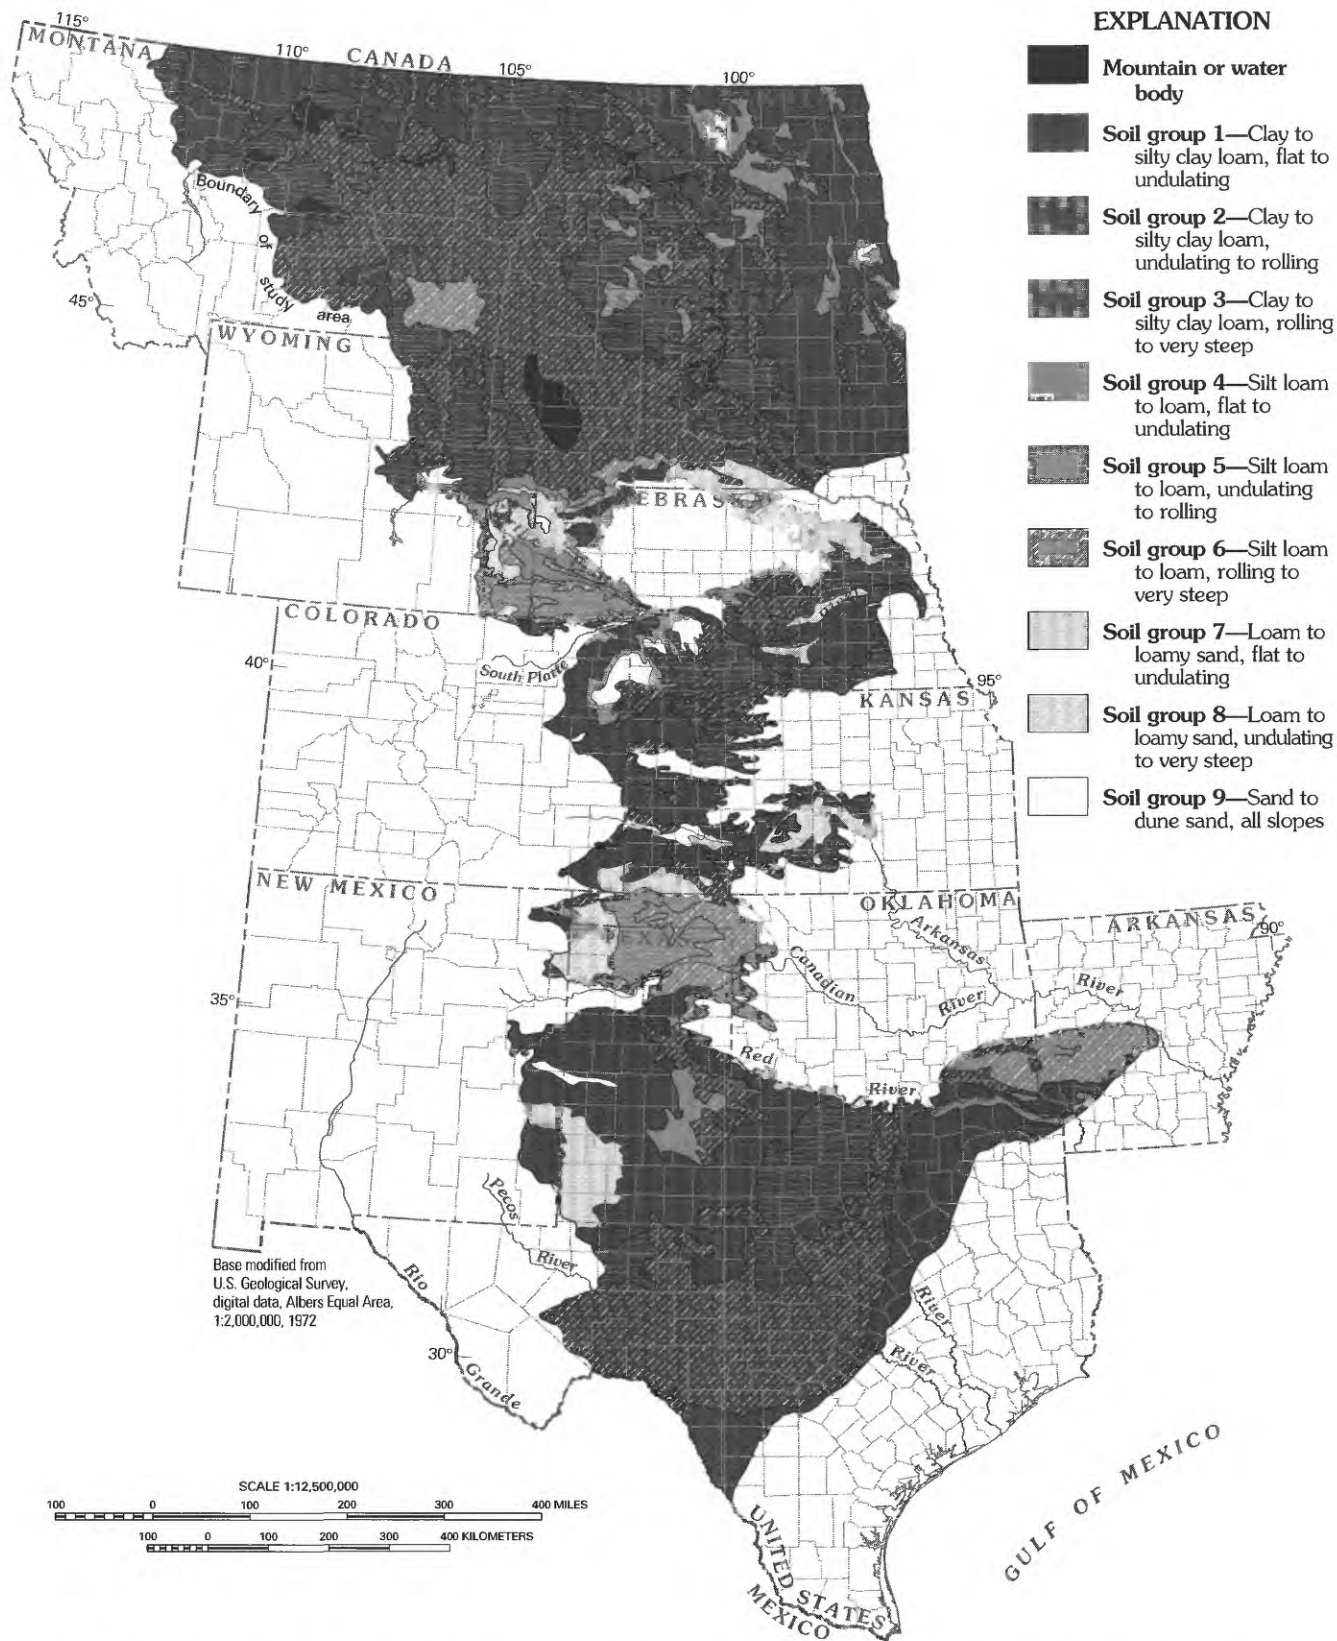 EXPLANATION
Mountain or water
body
Soil group 1—Clay to
silty clay loam, flat to
undulating
Soil group 2—Clay to
silty clay loam,
undulating to rolling
Soil group 3—Clay to
silty clay loam, rolling
to very steep
Soil group 4—Silt loam
to loam, flat to
undulating
Soil group 5—Silt loam
to loam, undulating
to rolling
Soil group 6—Silt loam
to loam, rolling to
very steep
Soil group 7—Loam to
loamy sand, flat to
undulating
Soil group 8—Loam to
loamy sand, undulating
to very steep
Soil group 9—Sand to
dune sand, all slopes
115°
MONTANA
110°
CANADA
105°
100°
Boundary
of
study
area
45°
WYOMING
EBRAS
COLORADO
40°
South Platte
95°
KANSAS
NEW MEXICO
OKLAHOMA
ARKANSAS
90°
Arkansas
River
Canadian
River
35°
Red
River
Pecos
River
Rio
Grande
30°
River
River
Base modified from
U.S. Geological Survey,
digital data, Albers Equal Area,
1:2,000,000, 1972
GULF OF MEXICO
UNITED STATES
MEXICO
SCALE 1:12,500,000
100 0 100 200 300 400 MILES
100 0 100 200 300 400 KILOMETERS